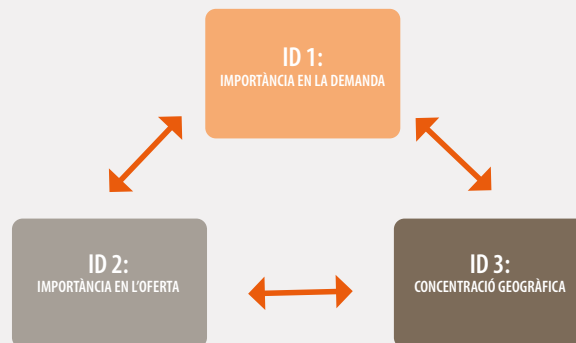 ID 1:
IMPORTÀNCIA EN LA DEMANDA
ID 2:
IMPORTÀNCIA EN L'OFERTA
ID 3:
CONCENTRACIÓ GEOGRÀFICA